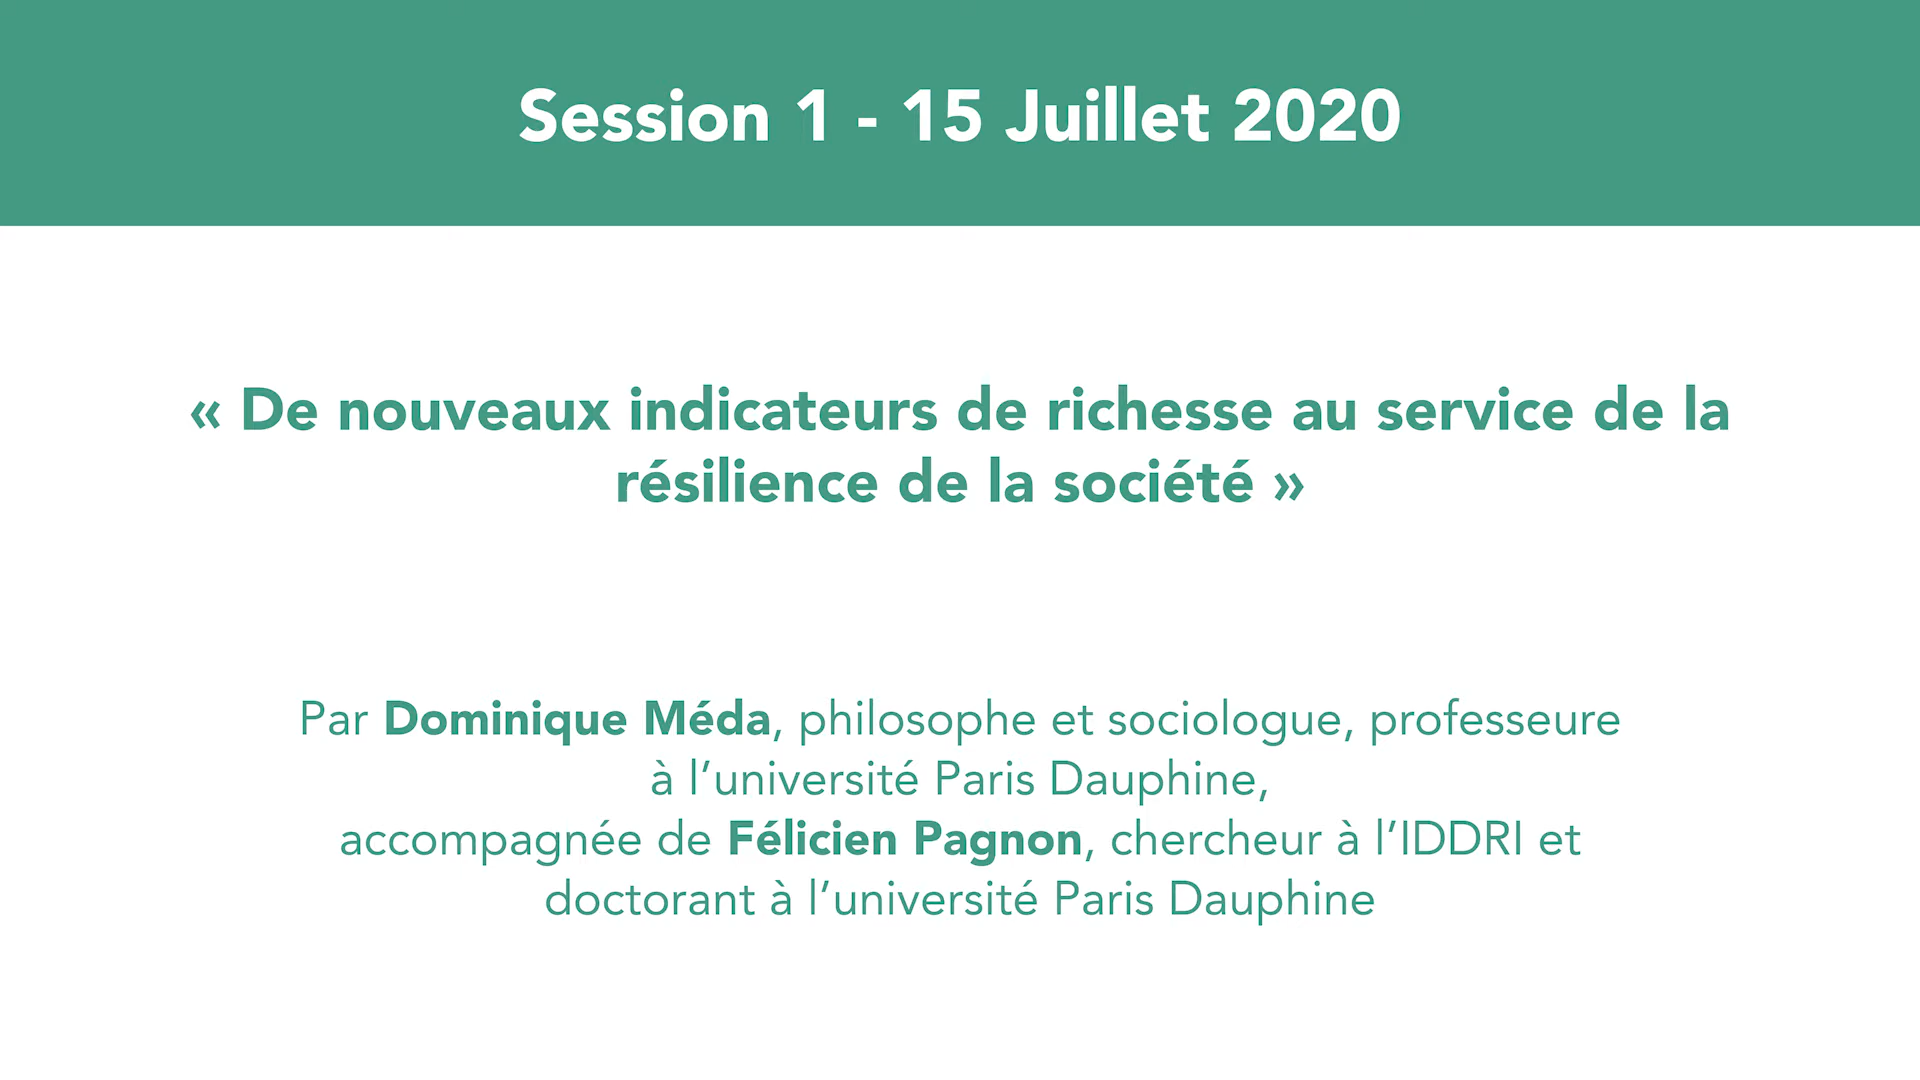 Session 1 - 15 Juillet 2020
« De nouveaux indicateurs de richesse au service de la
résilience de la société »
Par Dominique Méda, philosophe et sociologue, professeure
à l’université Paris Dauphine,
accompagnée de Félicien Pagnon, chercheur à l’IDDRI et
doctorant à l’université Paris Dauphine